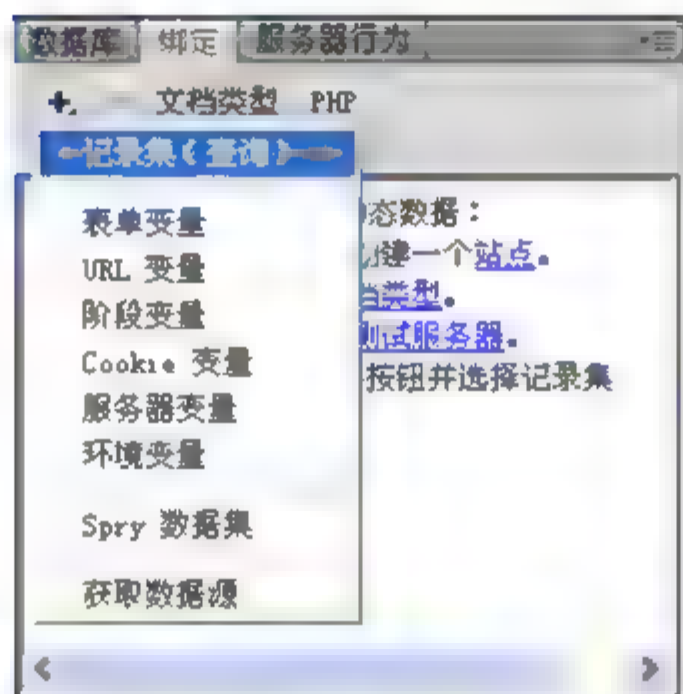 数据库 绑定 服务器行为
文档类型 PHP
记录集(查询)
表单变量
URL 变量
阶段变量
Cookie 变量
服务器变量
环境变量
Spry 数据集
获取数据源
态数据：
创建一个站点。
档类型。
测试服务器。
按钮并选择记录集